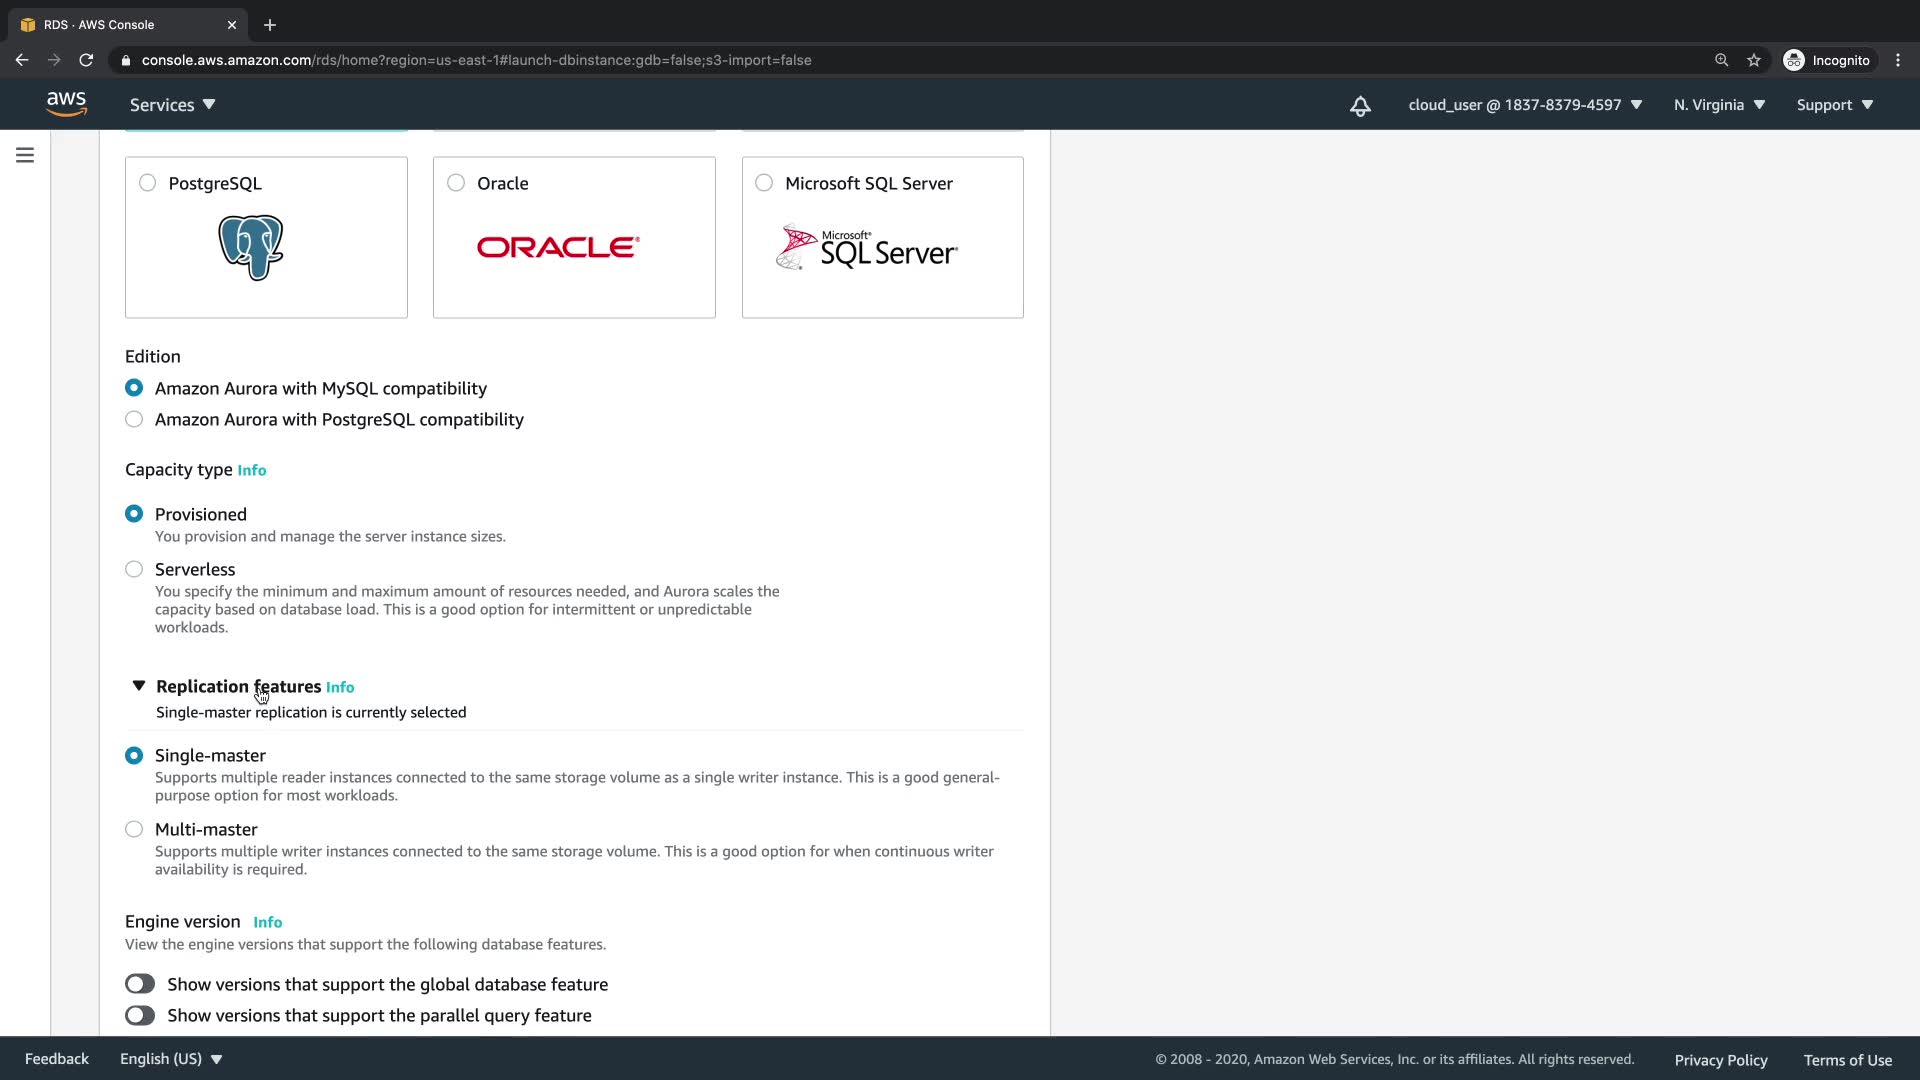 RDS · AWS Console
console.aws.amazon.com/rds/home?region=us-east-1#launch-dbinstance:gdb=false;s3-import=false
Incognito
aws
Services
cloud_user @ 1837-8379-4597
N. Virginia
Support
PostgreSQL
Oracle
Microsoft SQL Server
ORACLE
Microsoft
SQL Server
Edition
Amazon Aurora with MySQL compatibility
Amazon Aurora with PostgreSQL compatibility
Capacity type Info
Provisioned
You provision and manage the server instance sizes.
Serverless
You specify the minimum and maximum amount of resources needed, and Aurora scales the
capacity based on database load. This is a good option for intermittent or unpredictable
workloads.
Replication features Info
Single-master replication is currently selected
Single-master
Supports multiple reader instances connected to the same storage volume as a single writer instance. This is a good general-
purpose option for most workloads.
Multi-master
Supports multiple writer instances connected to the same storage volume. This is a good option for when continuous writer
availability is required.
Engine version Info
View the engine versions that support the following database features.
Show versions that support the global database feature
Show versions that support the parallel query feature
Feedback
English (US)
© 2008 - 2020, Amazon Web Services, Inc. or its affiliates. All rights reserved.
Privacy Policy
Terms of Use